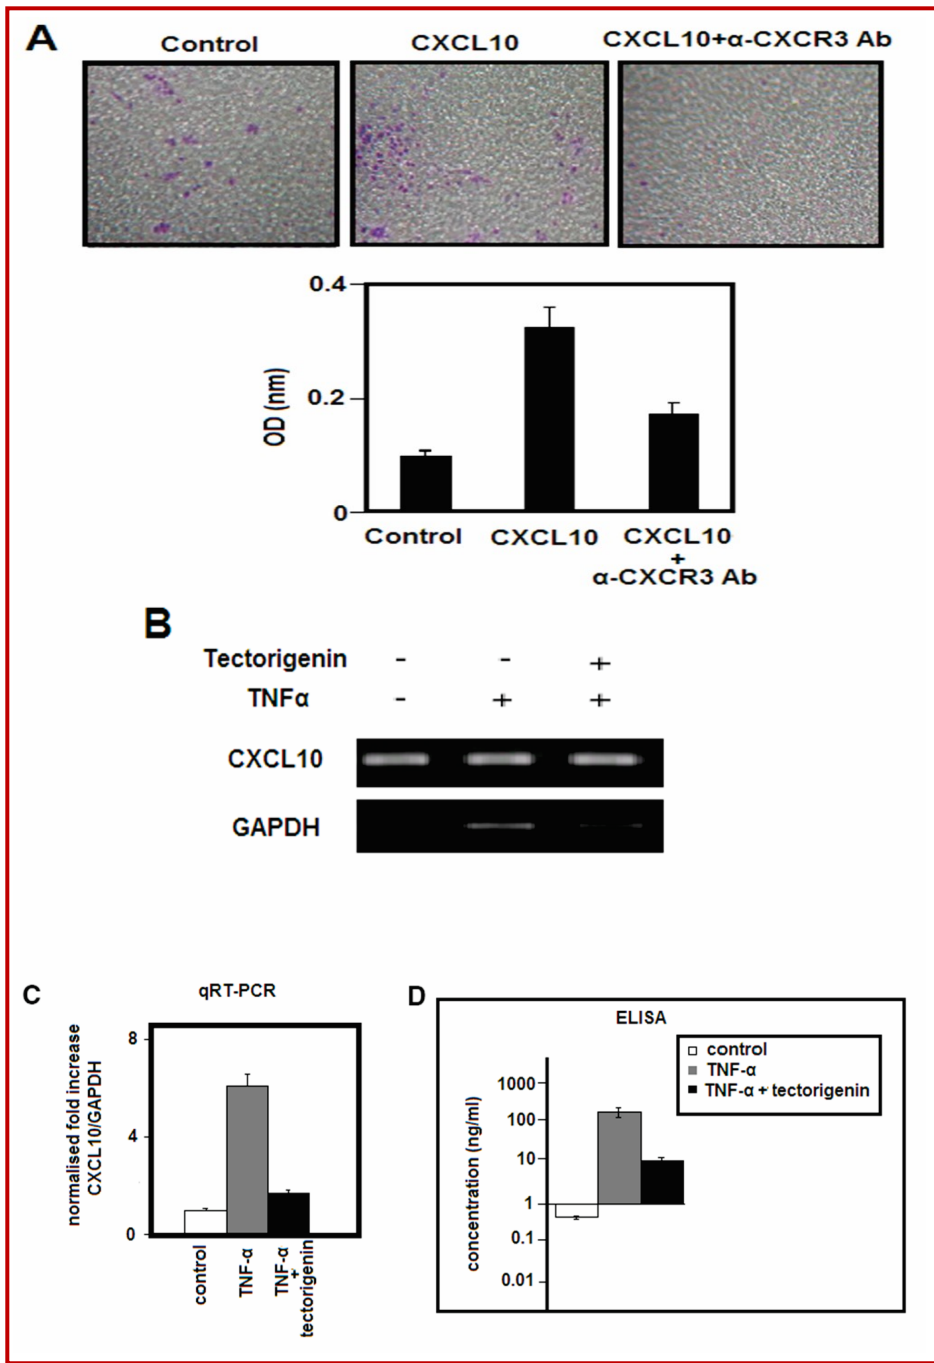 A
Control
CXCL10
CXCL10+α-CXCR3 Ab
0.4
0.2
0
OD (nm)
Control
CXCL10
CXCL10
+
α-CXCR3 Ab
B
Tectorigenin - - +
TNFα - + +
CXCL10
GAPDH
C
qRT-PCR
normalised fold increase
CXCL10/GAPDH
8
4
0
control
TNF-α
TNF-α
+
tectorigenin
D
ELISA
control
TNF-α
TNF-α + tectorigenin
concentration (ng/ml)
1000
100
10
1
0.1
0.01